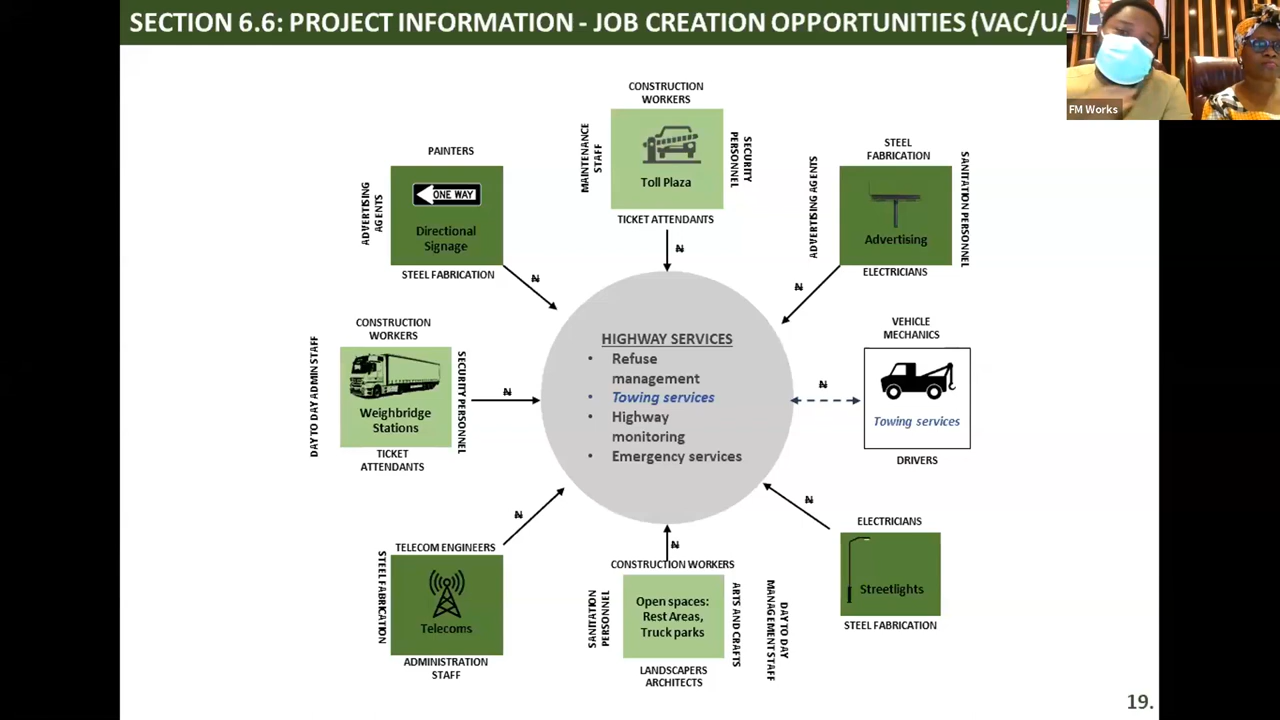 SECTION 6.6: PROJECT INFORMATION - JOB CREATION OPPORTUNITIES (VAC/UA
FM Works
CONSTRUCTION
WORKERS
MAINTENANCE
STAFF
Toll Plaza
SECURITY
PERSONNEL
TICKET ATTENDANTS
₦
PAINTERS
ADVERTISING
AGENTS
ONE WAY
Directional
Signage
STEEL FABRICATION
₦
STEEL
FABRICATION
ADVERTISING AGENTS
Advertising
SANITATION PERSONNEL
ELECTRICIANS
₦
CONSTRUCTION
WORKERS
DAY TO DAY ADMIN STAFF
Weighbridge
Stations
SECURITY PERSONNEL
TICKET
ATTENDANTS
₦
HIGHWAY SERVICES
• Refuse
management
• Towing services
• Highway
monitoring
• Emergency services
VEHICLE
MECHANICS
₦
Towing services
DRIVERS
TELECOM ENGINEERS
STEEL FABRICATION
Telecoms
ADMINISTRATION
STAFF
₦
₦
CONSTRUCTION WORKERS
SANITATION
PERSONNEL
Open spaces:
Rest Areas,
Truck parks
ARTS AND CRAFTS
DAY TO DAY
MANAGEMENT STAFF
LANDSCAPERS
ARCHITECTS
₦
ELECTRICIANS
Streetlights
STEEL FABRICATION
19.